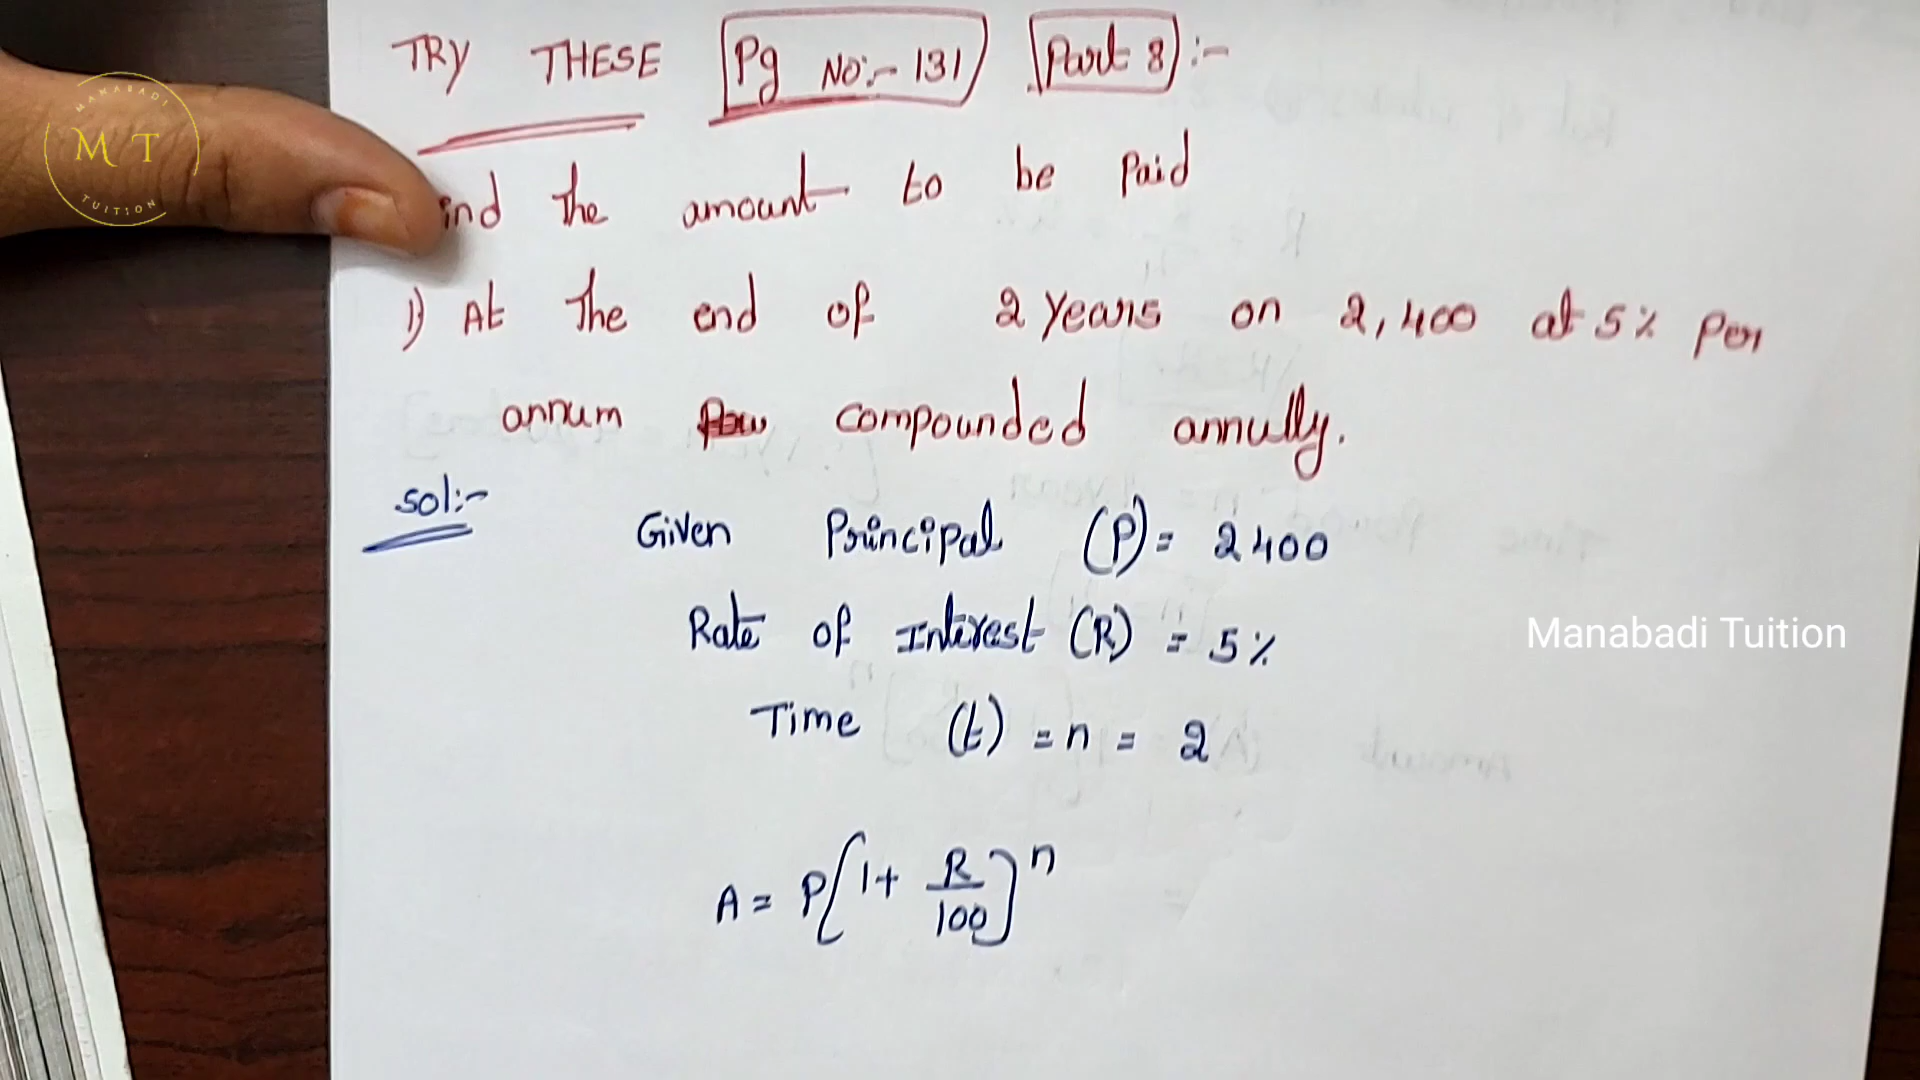 TRY THESE Pg No:- 131 Part 8 :-
ind the amount to be Paid
1) At the end of 2 years on 2,400 at 5% Per
annum compounded annully.
Sol:-
Given Principal (P) = 2400
Rate of Interest (R) = 5%
Time (t) = n = 2
A = P[1 + R/100]^n
MANABADI
M T
TUITION
Manabadi Tuition